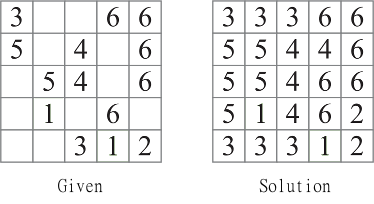 3 6 6
5 4 6
5 4 6
1 6
3 1 2
Given
3 3 3 6 6
5 5 4 4 6
5 5 4 6 6
5 1 4 6 2
3 3 3 1 2
Solution